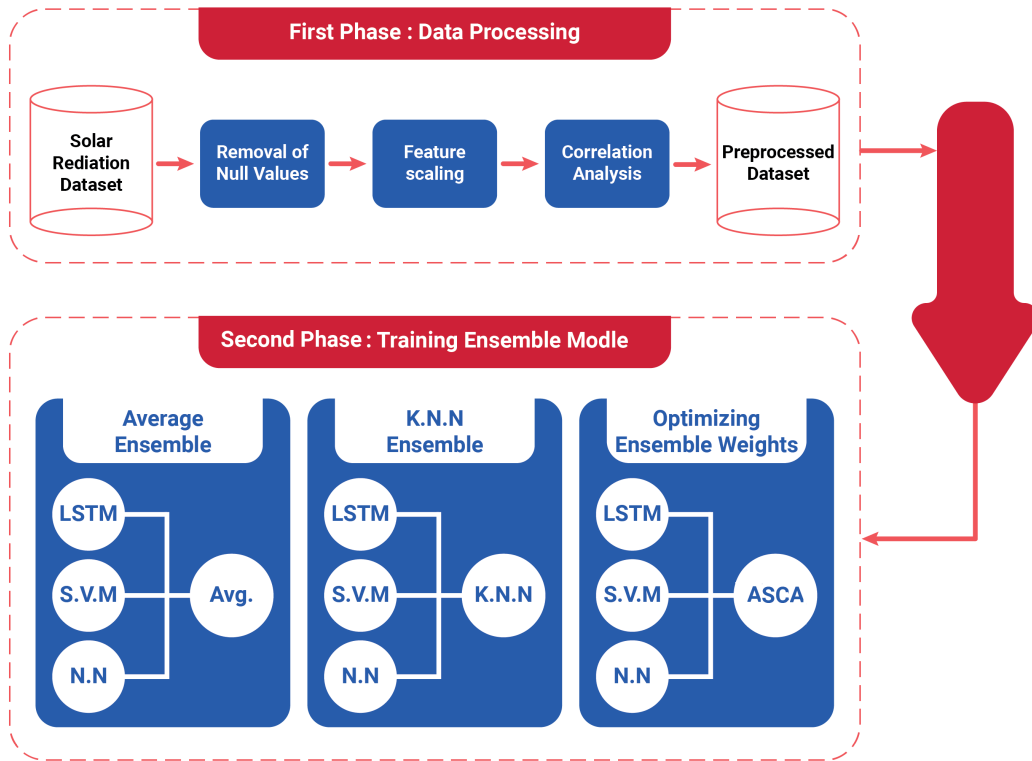 First Phase : Data Processing
Solar
Rediation
Dataset
Removal of
Null Values
Feature
scaling
Correlation
Analysis
Preprocessed
Dataset
Second Phase : Training Ensemble Modle
Average
Ensemble
LSTM
S.V.M
N.N
Avg.
K.N.N
Ensemble
LSTM
S.V.M
N.N
K.N.N
Optimizing
Ensemble Weights
LSTM
S.V.M
N.N
ASCA